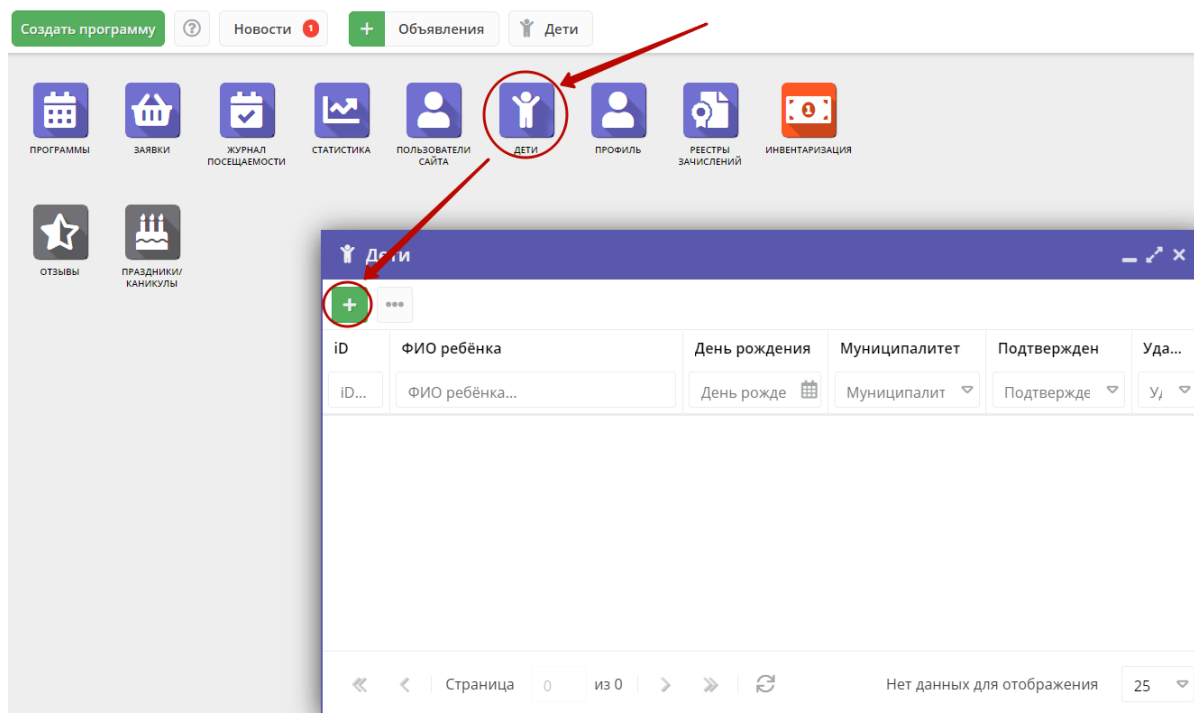 Создать программу
Новости 1
+ Объявления
Дети
ПРОГРАММЫ
ЗАЯВКИ
ЖУРНАЛ
ПОСЕЩАЕМОСТИ
СТАТИСТИКА
ПОЛЬЗОВАТЕЛИ
САЙТА
ДЕТИ
ПРОФИЛЬ
РЕЕСТРЫ
ЗАЧИСЛЕНИЙ
ИНВЕНТАРИЗАЦИЯ
ОТЗЫВЫ
ПРАЗДНИКИ/
КАНИКУЛЫ
Дети
iD ФИО ребёнка День рождения Муниципалитет Подтвержден Уда...
iD... ФИО ребёнка... День рожде Муниципалит Подтвержде
Страница 0 из 0 Нет данных для отображения 25